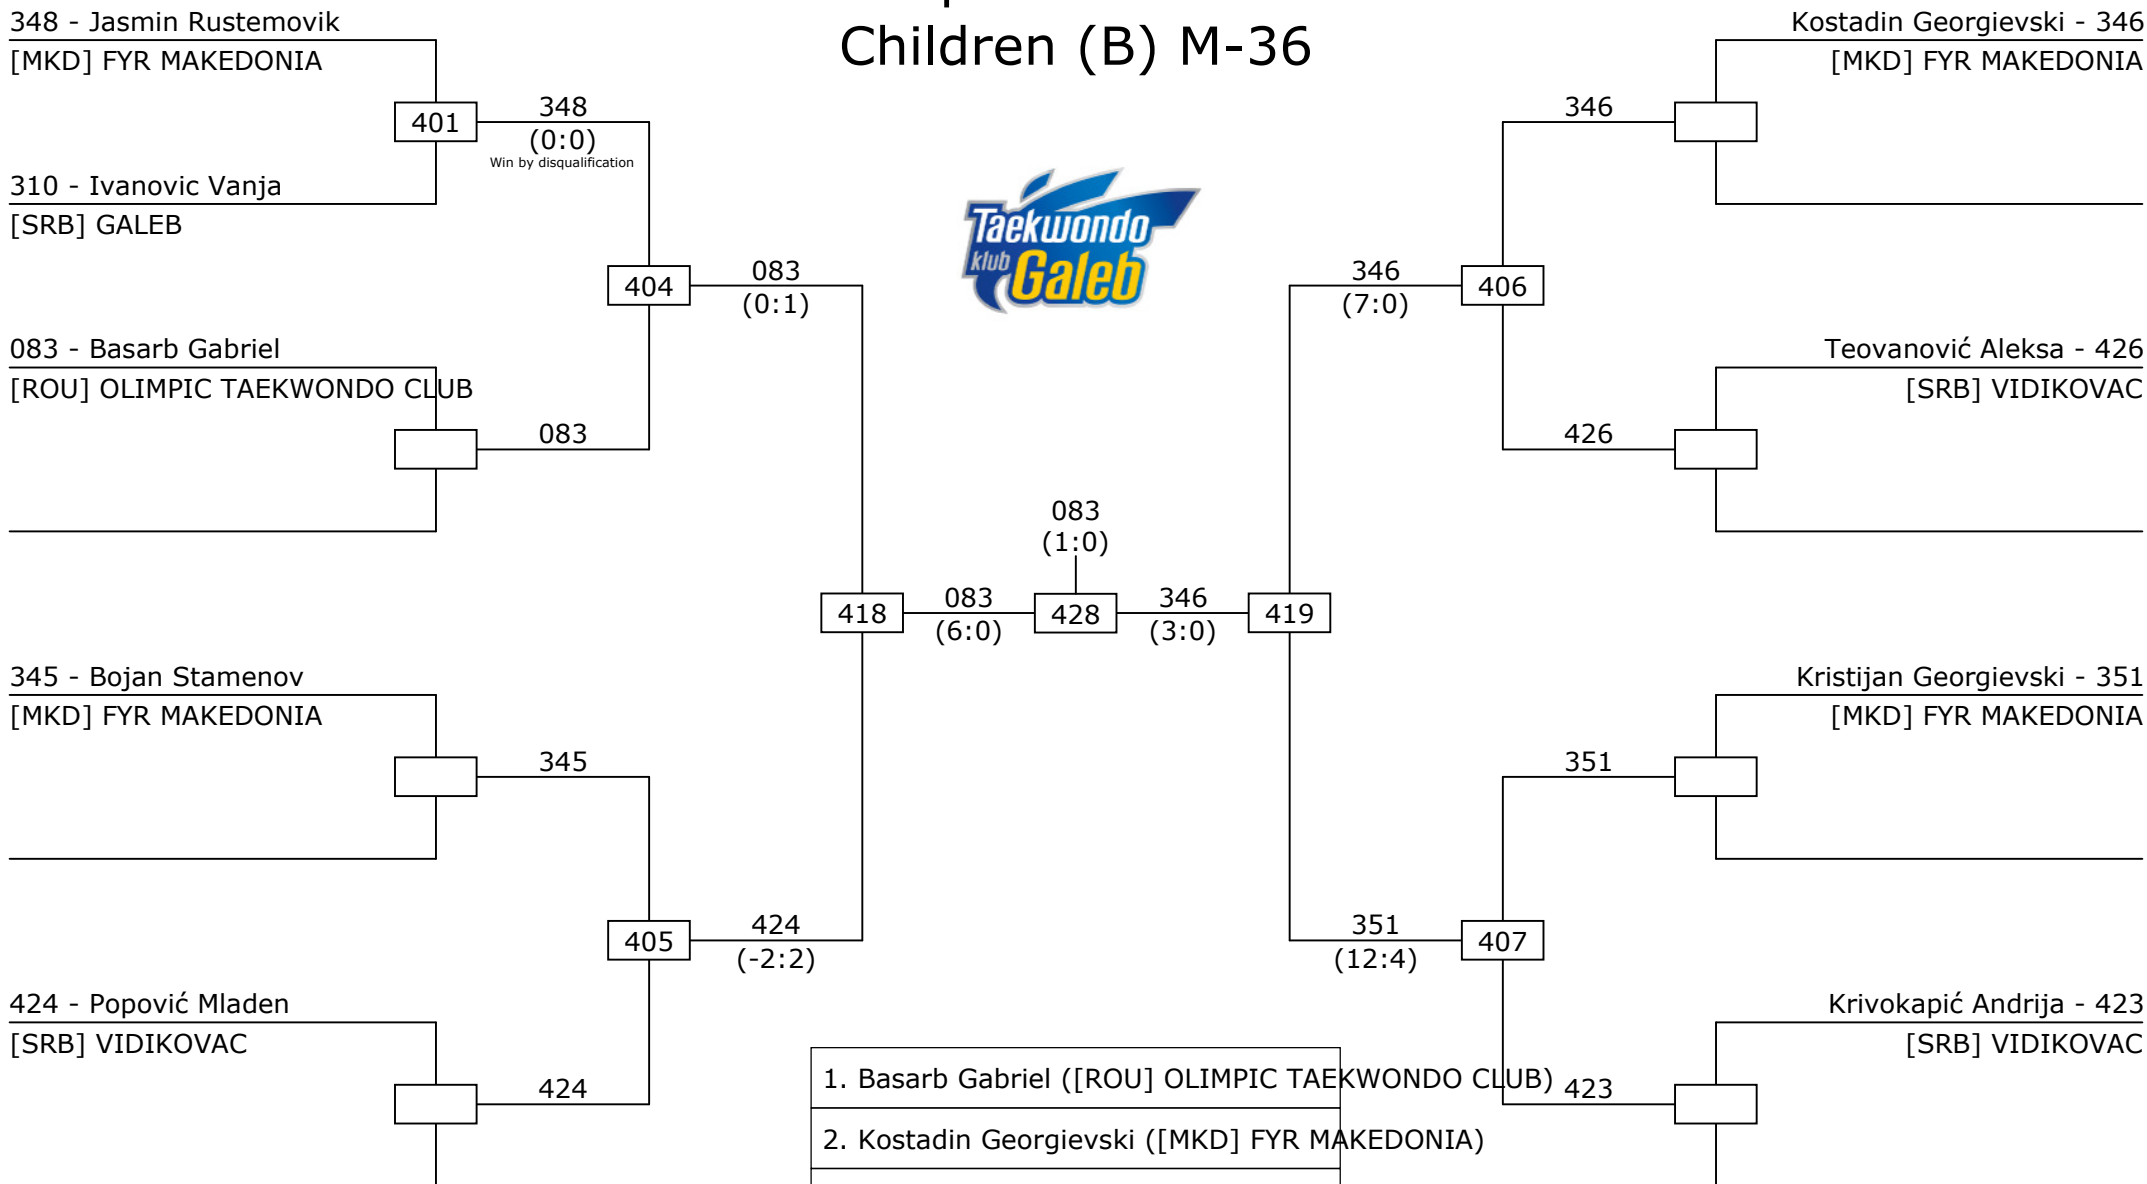 Children (B) M-36
348 - Jasmin Rustemovik
[MKD] FYR MAKEDONIA
401
348
(0:0)
Win by disqualification
310 - Ivanovic Vanja
[SRB] GALEB
404
083
(0:1)
083 - Basarb Gabriel
[ROU] OLIMPIC TAEKWONDO CLUB
083
345 - Bojan Stamenov
[MKD] FYR MAKEDONIA
345
405
424
(-2:2)
424 - Popović Mladen
[SRB] VIDIKOVAC
424
Taekwondo
klub Galeb
083
(1:0)
418
083
(6:0)
428
346
(3:0)
419
Kostadin Georgievski - 346
[MKD] FYR MAKEDONIA
346
346
(7:0)
406
Teovanović Aleksa - 426
[SRB] VIDIKOVAC
426
Kristijan Georgievski - 351
[MKD] FYR MAKEDONIA
351
351
(12:4)
407
Krivokapić Andrija - 423
[SRB] VIDIKOVAC
423
1. Basarb Gabriel ([ROU] OLIMPIC TAEKWONDO CLUB)
2. Kostadin Georgievski ([MKD] FYR MAKEDONIA)